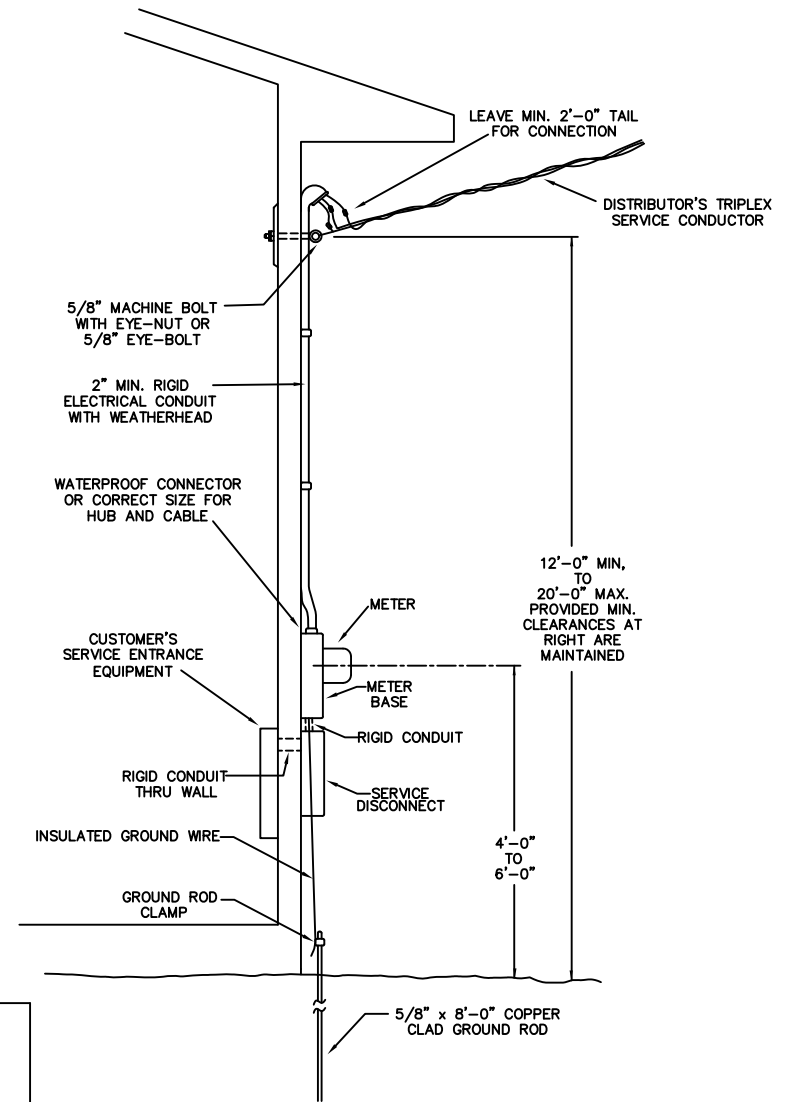 LEAVE MIN. 2'-0" TAIL
FOR CONNECTION
DISTRIBUTOR'S TRIPLEX
SERVICE CONDUCTOR
5/8" MACHINE BOLT
WITH EYE-NUT OR
5/8" EYE-BOLT
2" MIN. RIGID
ELECTRICAL CONDUIT
WITH WEATHERHEAD
WATERPROOF CONNECTOR
OR CORRECT SIZE FOR
HUB AND CABLE
12'-0" MIN,
TO
20'-0" MAX.
PROVIDED MIN.
CLEARANCES AT
RIGHT ARE
MAINTAINED
METER
CUSTOMER'S
SERVICE ENTRANCE
EQUIPMENT
METER
BASE
RIGID CONDUIT
RIGID CONDUIT
THRU WALL
SERVICE
DISCONNECT
INSULATED GROUND WIRE
4'-0"
TO
6'-0"
GROUND ROD
CLAMP
5/8" x 8'-0" COPPER
CLAD GROUND ROD